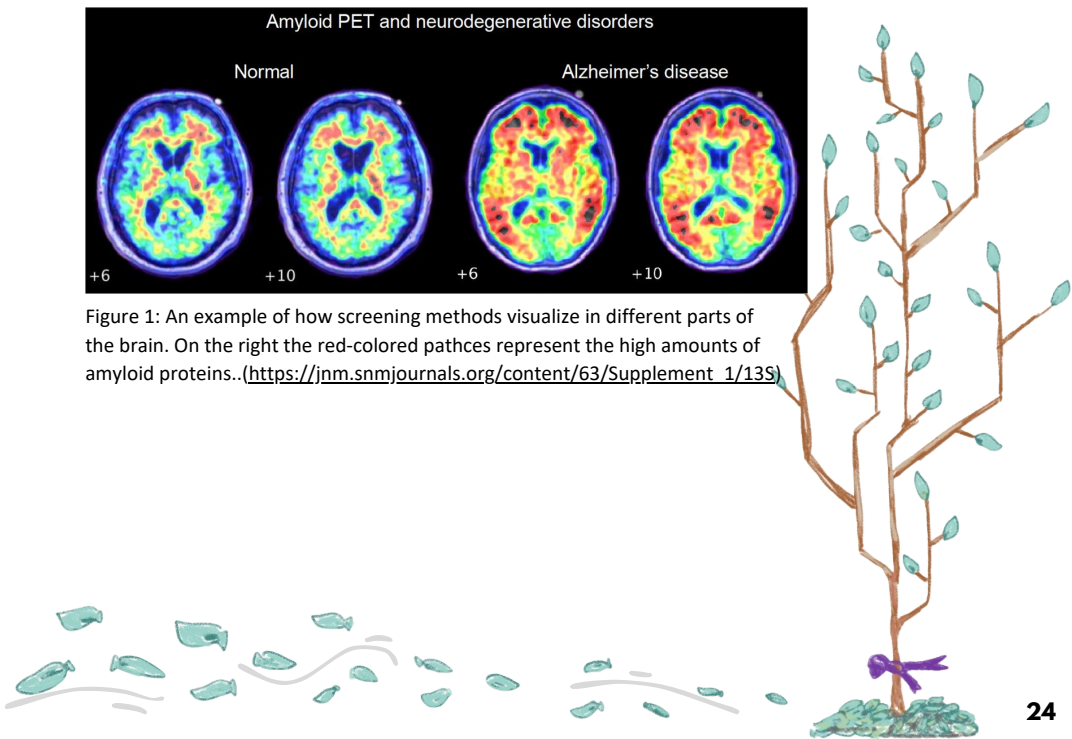 Amyloid PET and neurodegenerative disorders
Normal
Alzheimer's disease
+6
+10
+6
+10
Figure 1: An example of how screening methods visualize in different parts of
the brain. On the right the red-colored pathces represent the high amounts of
amyloid proteins..(https://jnm.snmjournals.org/content/63/Supplement_1/13S)
24